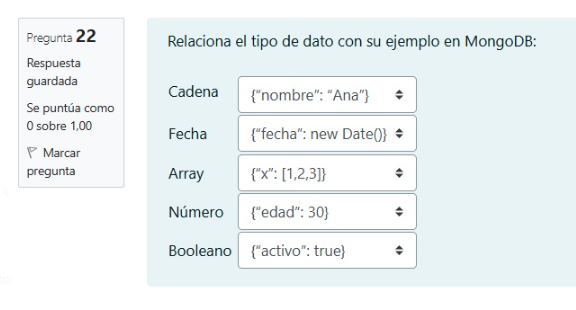 Pregunta 22
Respuesta
guardada
Se puntúa como
0 sobre 1,00
Marcar
pregunta
Relaciona el tipo de dato con su ejemplo en MongoDB:
Cadena {"nombre": "Ana"}
Fecha {"fecha": new Date()}
Array {"x": [1,2,3]}
Número {"edad": 30}
Booleano {"activo": true}